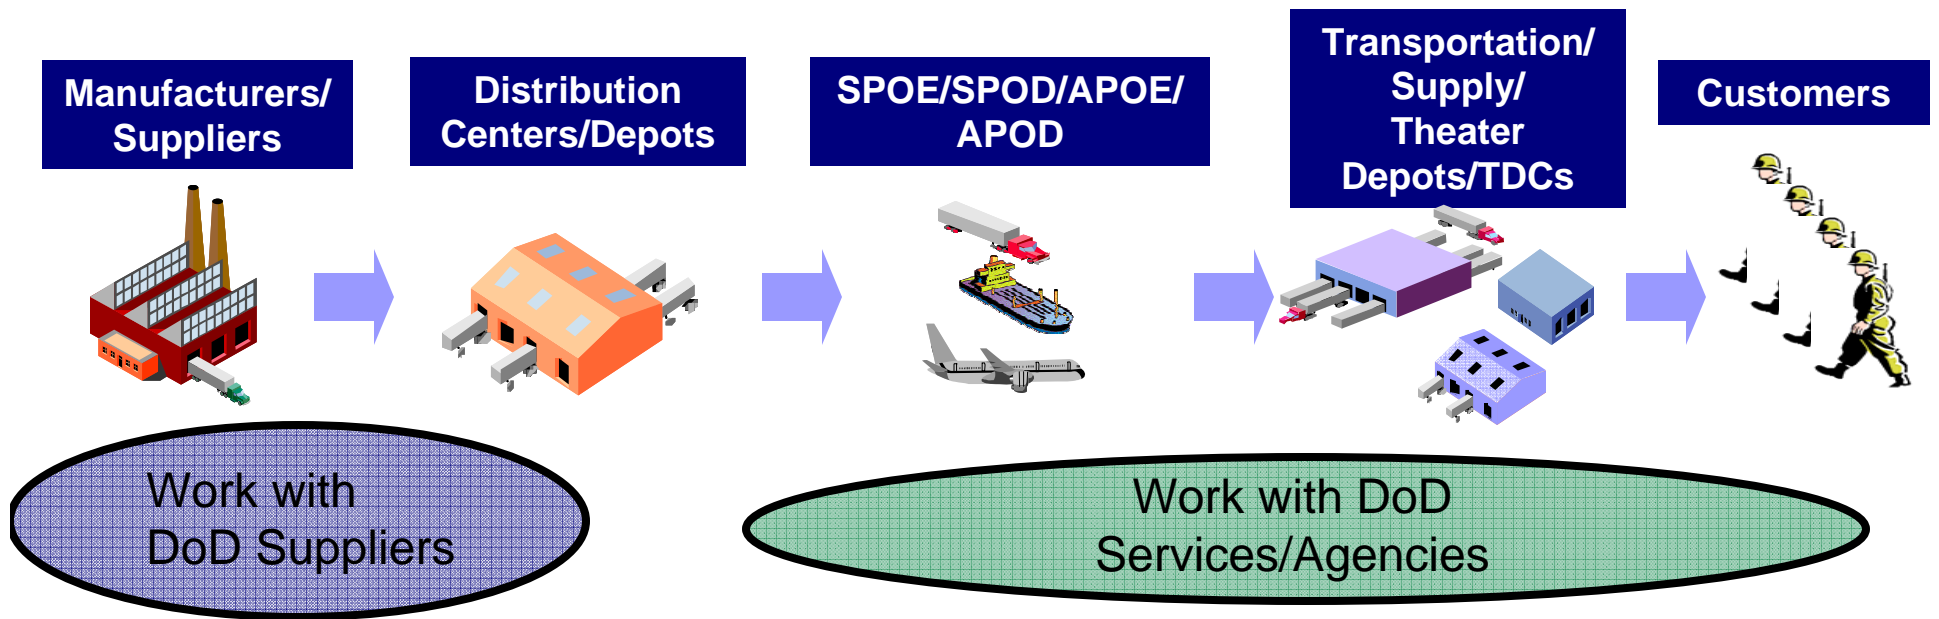 Manufacturers/
Suppliers
Distribution
Centers/Depots
SPOE/SPOD/APOE/
APOD
Transportation/
Supply/
Theater
Depots/TDCs
Customers
Work with
DoD Suppliers
Work with DoD
Services/Agencies